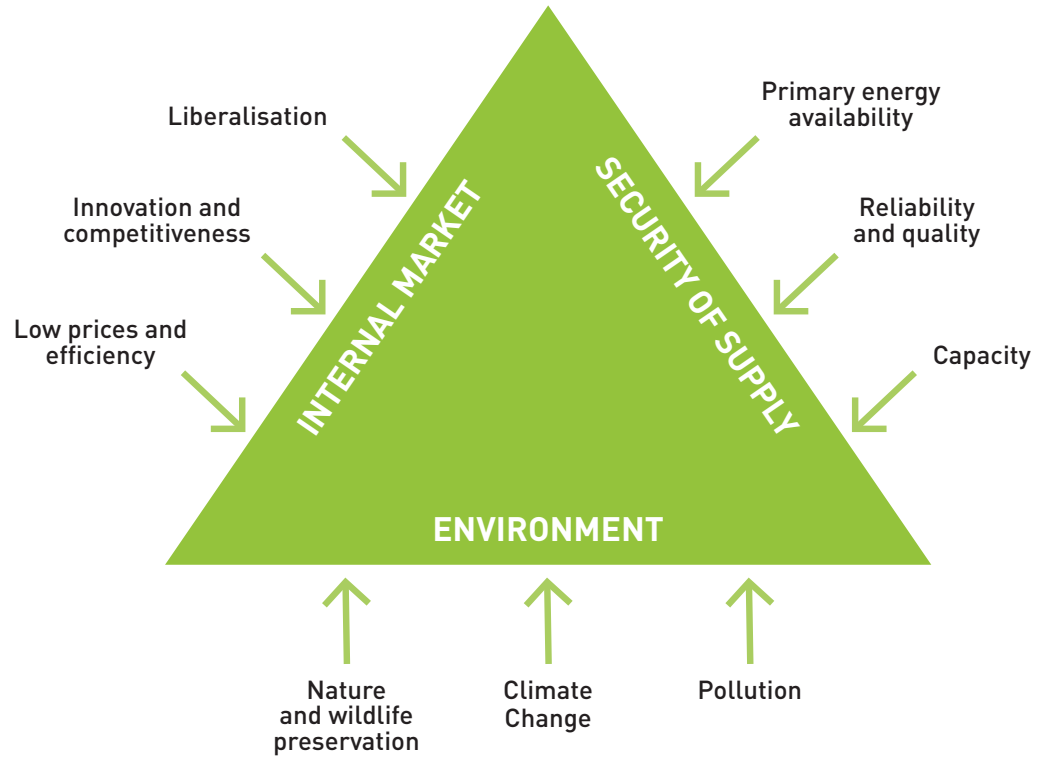 Liberalisation
Innovation and
competitiveness
Low prices and
efficiency
INTERNAL MARKET
Primary energy
availability
Reliability
and quality
Capacity
SECURITY OF SUPPLY
ENVIRONMENT
Nature
and wildlife
preservation
Climate
Change
Pollution